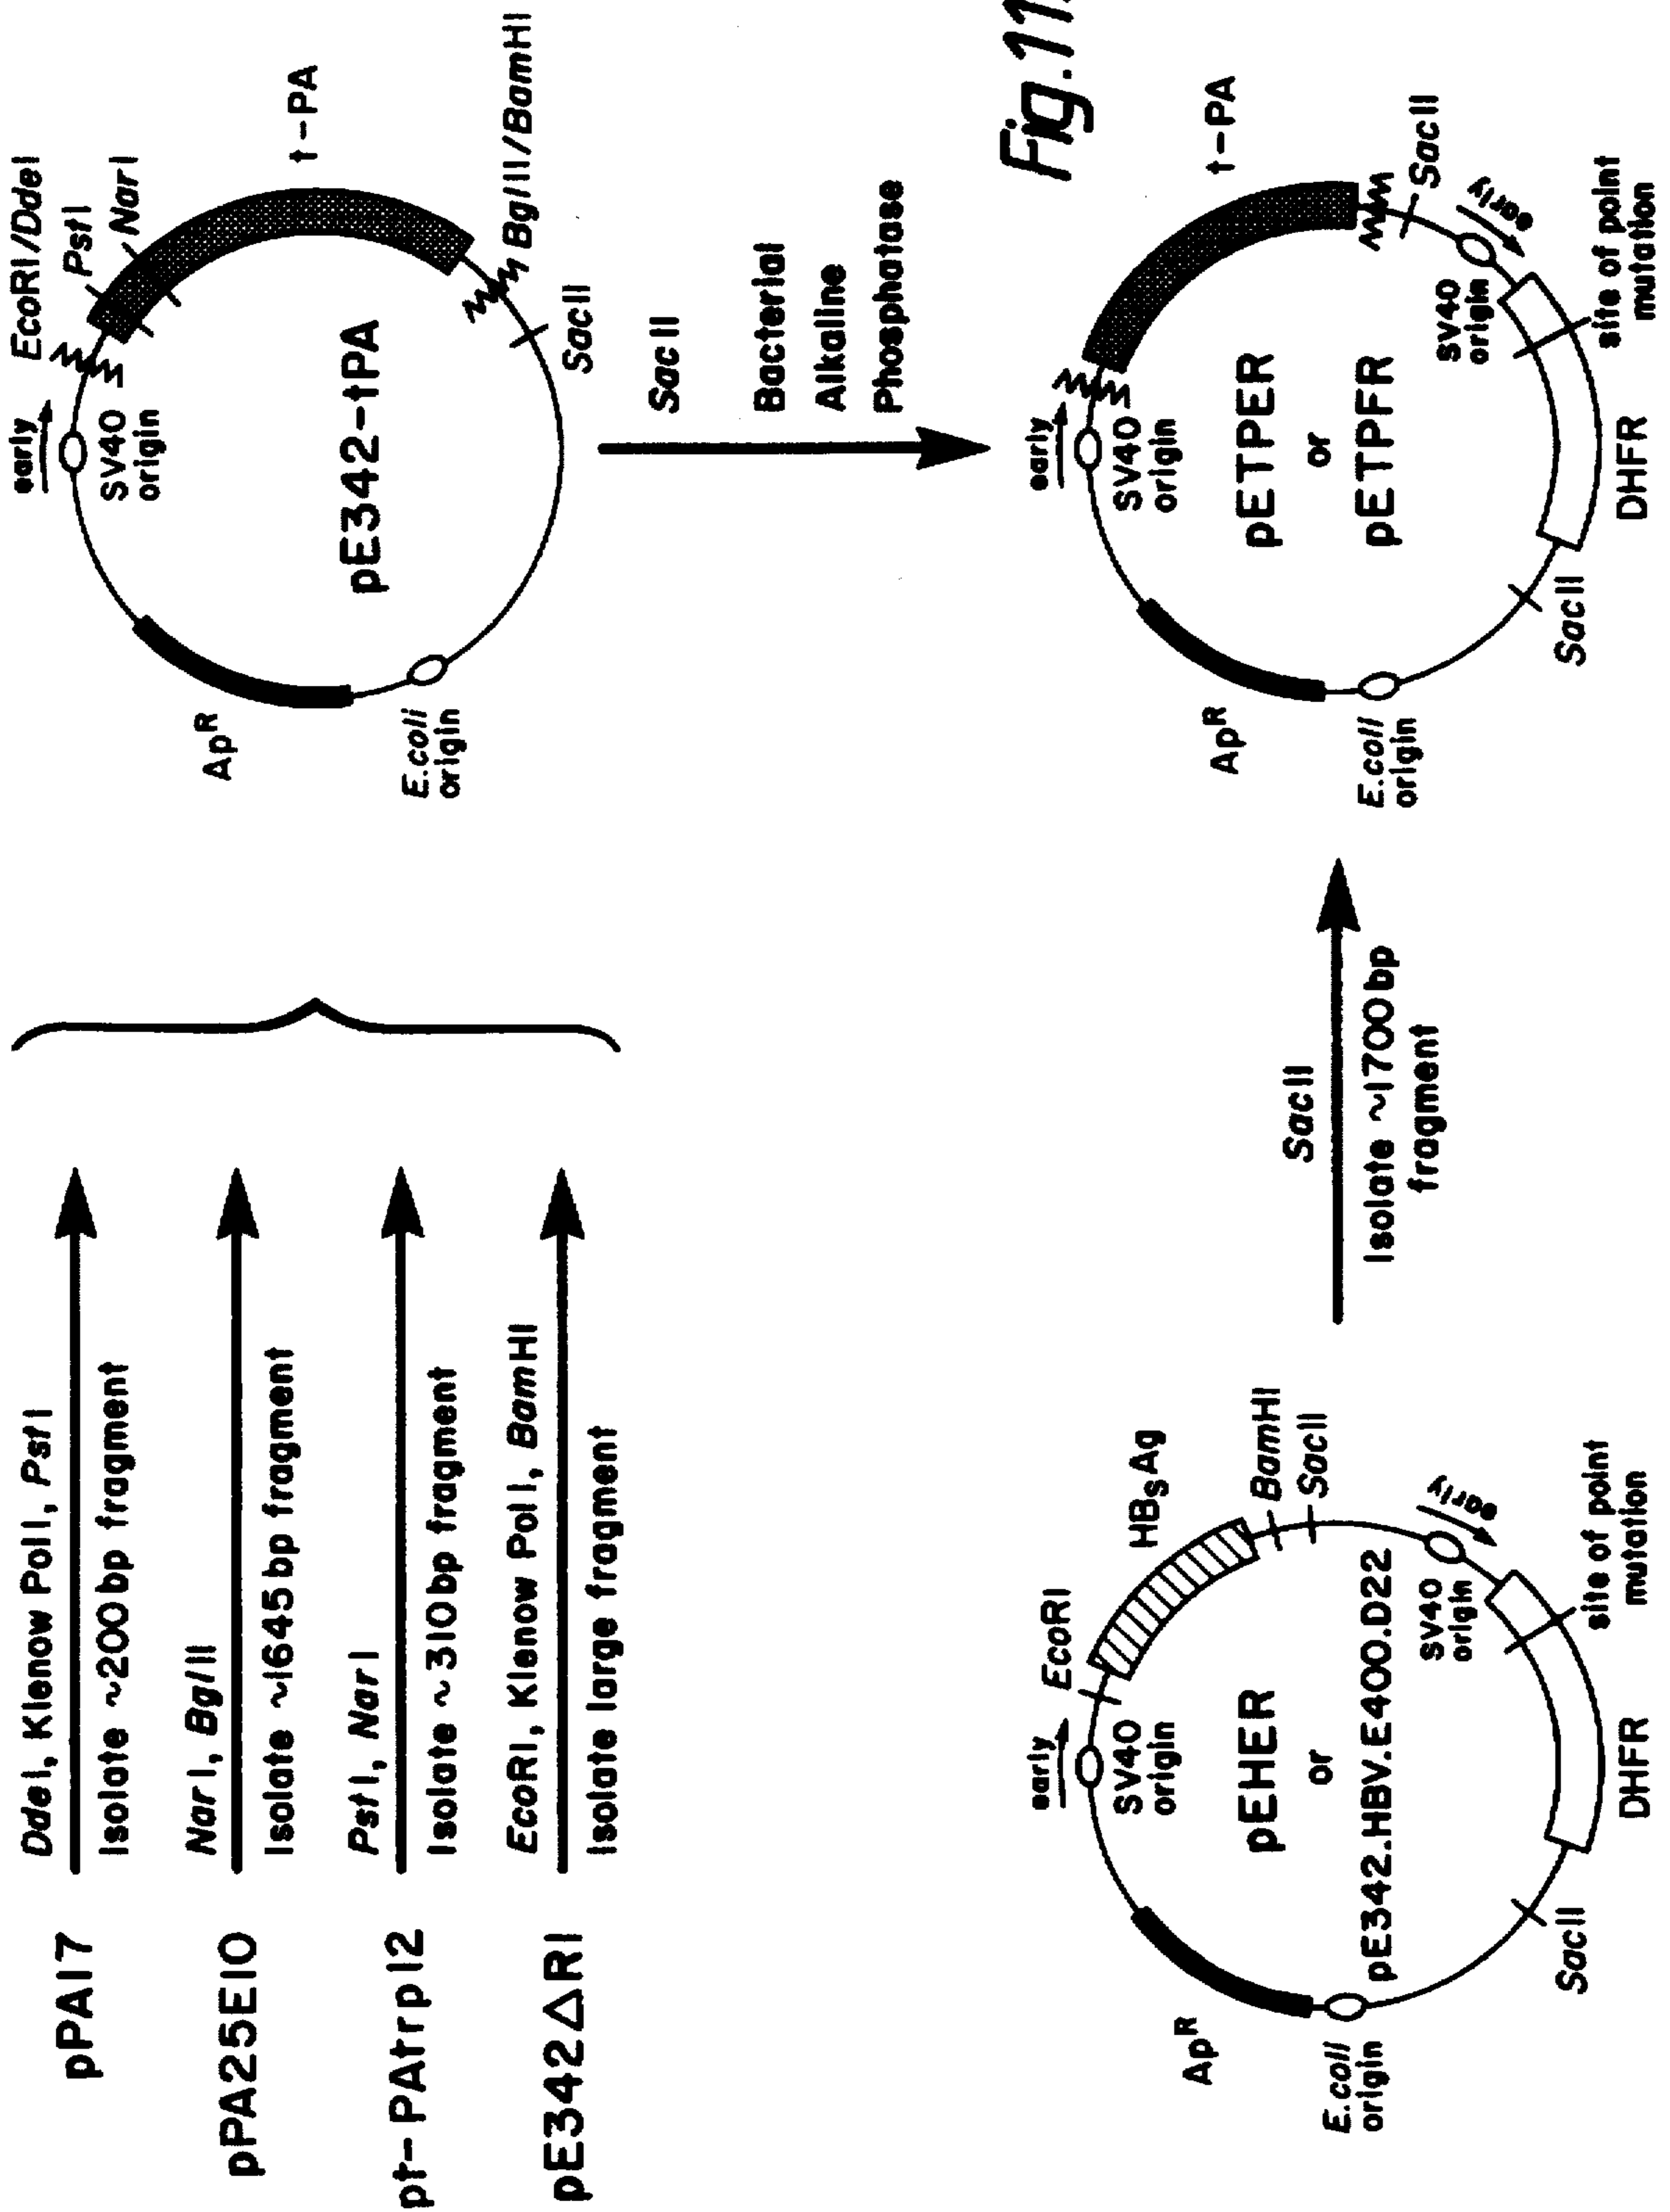 pPA17
DdeI, Klenow PolI, PstI
Isolate ~200bp fragment
pPA25E10
NarI, BglII
Isolate ~1645bp fragment
pt-PAtrp12
PstI, NarI
Isolate ~310bp fragment
pE342△R1
EcoRI, Klenow PolI, BamHI
Isolate large fragment
early
SV40
origin
EcoRI/DdeI
PstI
NarI
t-PA
BglII/BamHI
SacII
pE342-tPA
ApR
E.coli
origin
SacII
Bacterial
Alkaline
Phosphatase
early
SV40
origin
EcoRI
HBsAg
BamHI
SacII
pEHER
or
pE342.HBV.E400.D22
SV40
origin
early
site of point
mutation
DHFR
SacII
E.coli
origin
ApR
SacII
Isolate ~1700bp
fragment
Fig.11
early
SV40
origin
t-PA
SacII
pETPER
or
pETPFR
SV40
origin
early
site of point
mutation
DHFR
SacII
E.coli
origin
ApR